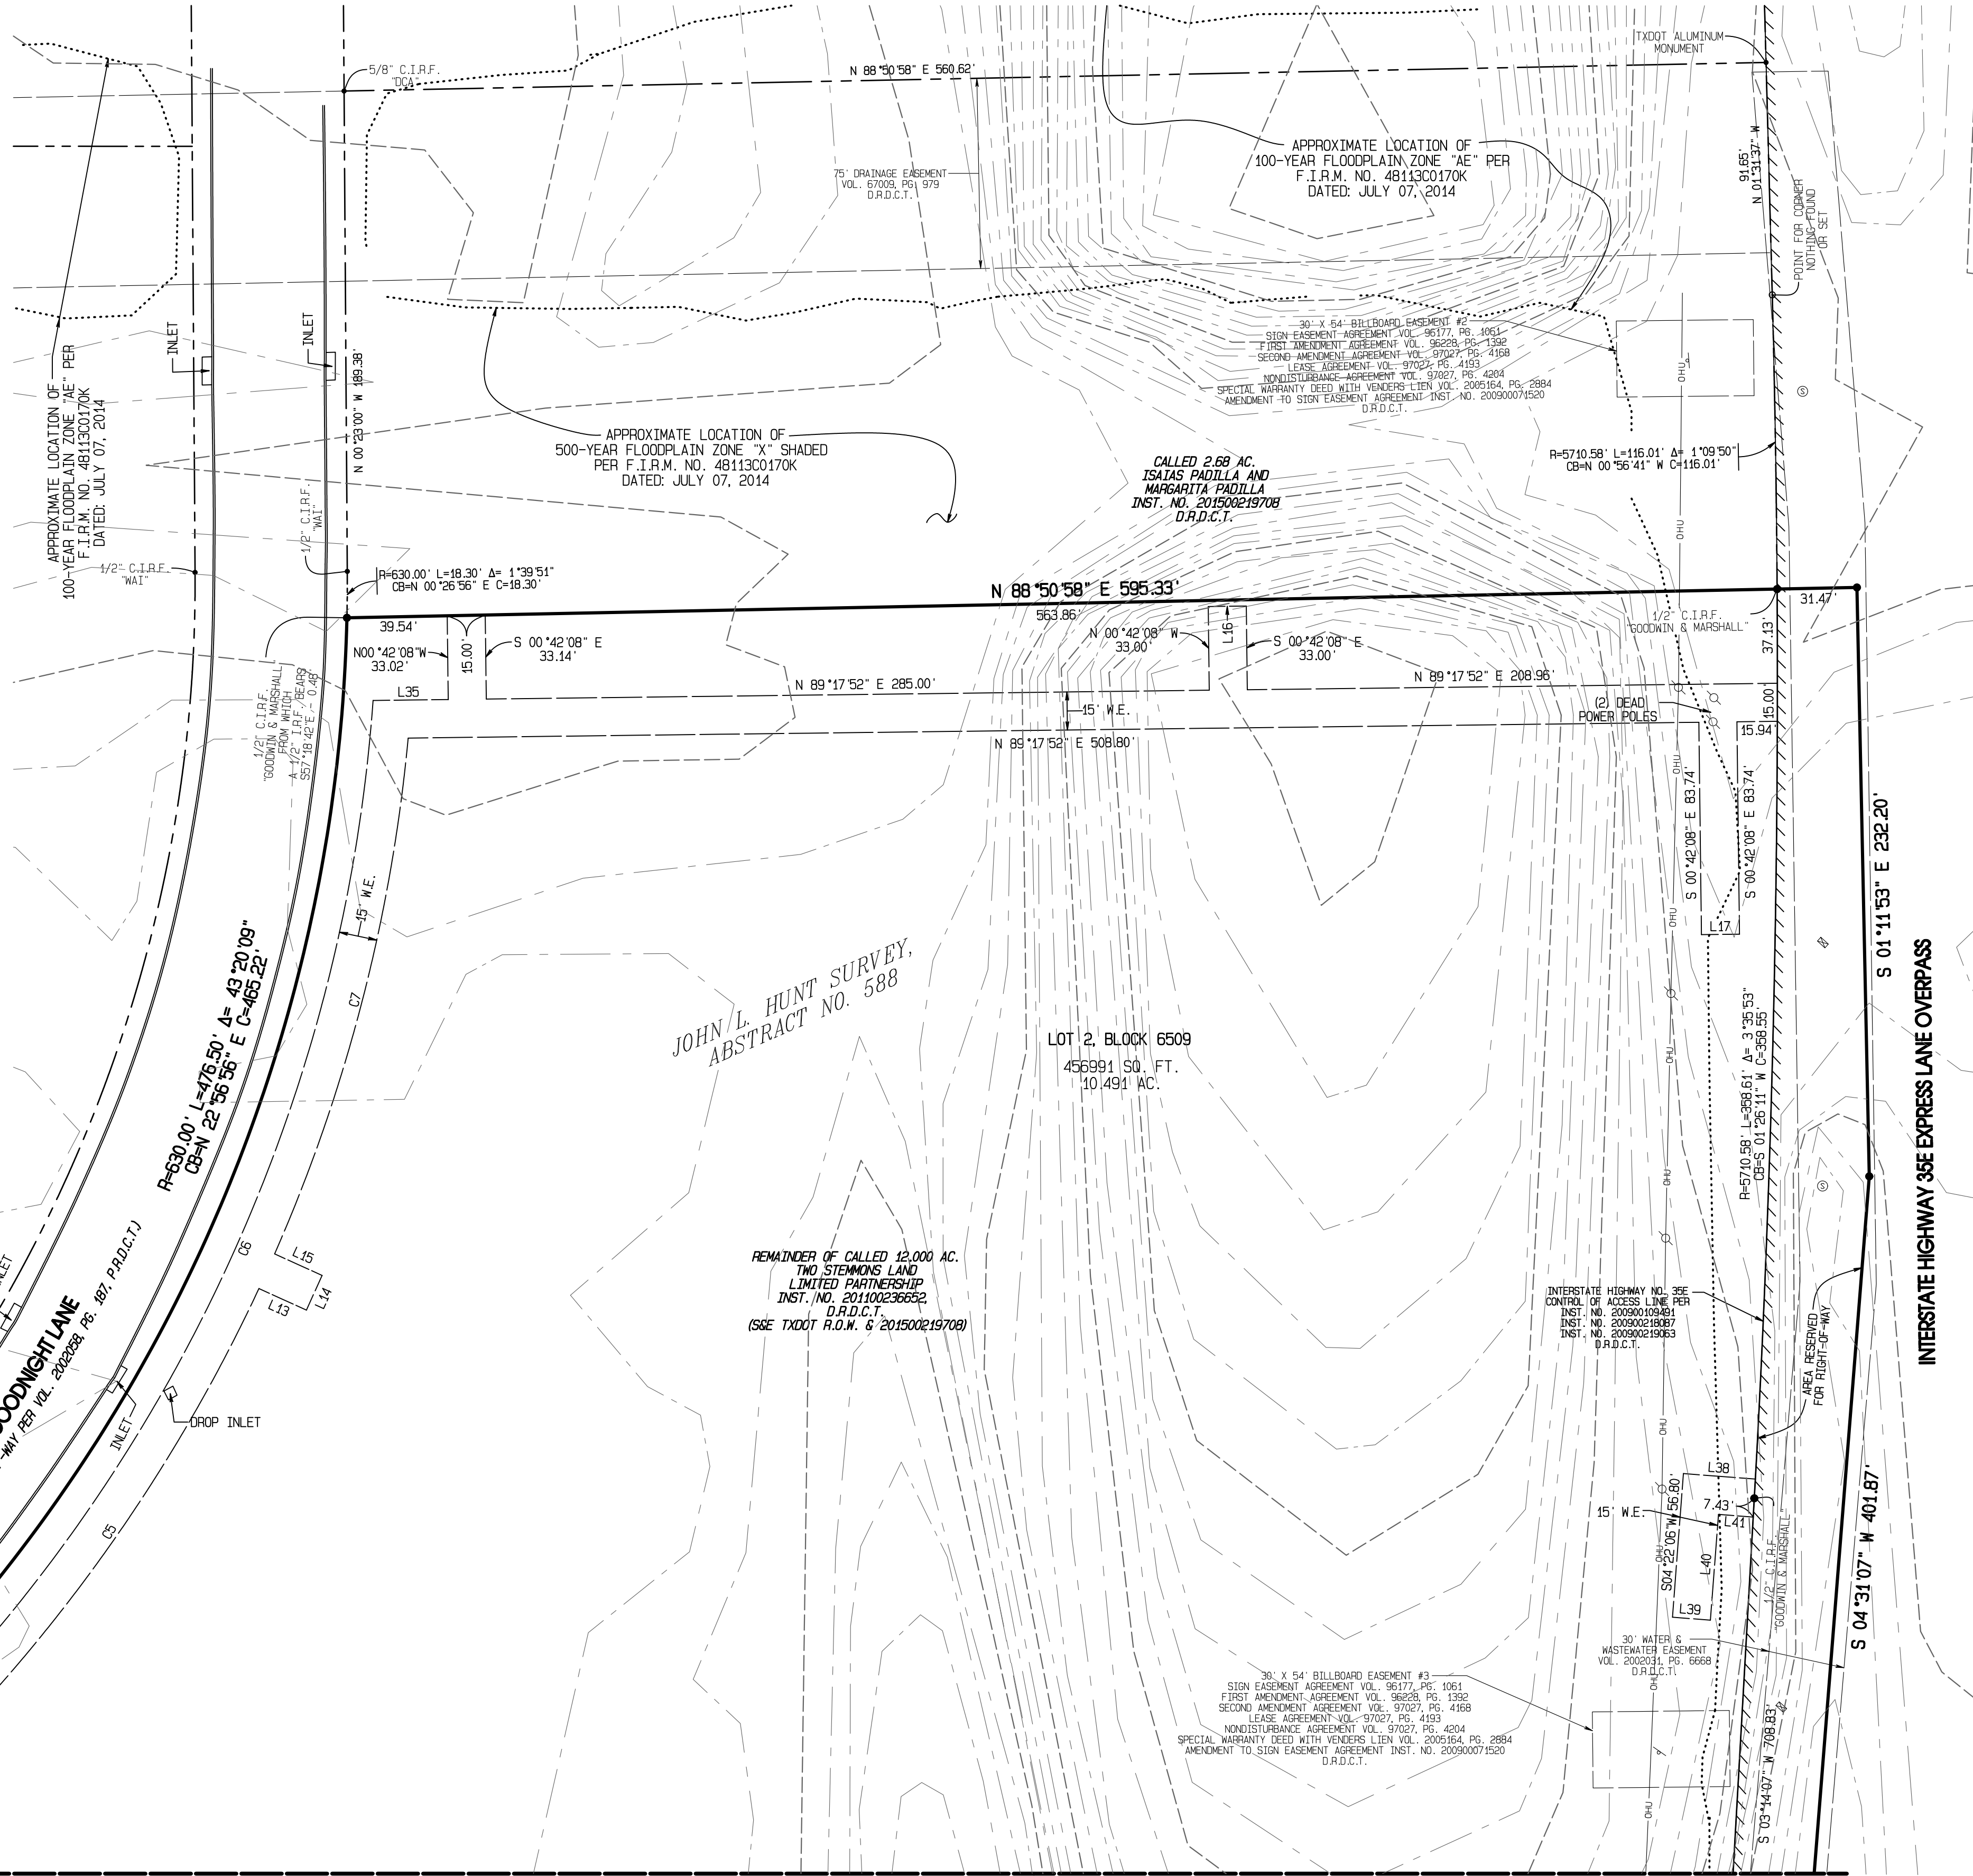 TXDOT ALUMINUM
MONUMENT
5/8" C.I.R.F.
"DCA"
N 88°50'58" E 560.62'
APPROXIMATE LOCATION OF
100-YEAR FLOODPLAIN ZONE "AE" PER
F.I.R.M. NO. 48113C0170K
DATED: JULY 07, 2014
75' DRAINAGE EASEMENT
VOL. 67009, PG. 979
D.R.D.C.T.
91.65'
N 01°31'37" W
POINT FOR CORNER
NOTHING FOUND
OR SET
INLET
INLET
N 00°23'00" W 189.38'
APPROXIMATE LOCATION OF
100-YEAR FLOODPLAIN ZONE "AE" PER
F.I.R.M. NO. 48113C0170K
DATED: JULY 07, 2014
30' X 54' BILLBOARD EASEMENT #2
SIGN EASEMENT AGREEMENT VOL. 96177, PG. 1061
FIRST AMENDMENT AGREEMENT VOL. 96228, PG. 1392
SECOND AMENDMENT AGREEMENT VOL. 97027, PG. 4168
LEASE AGREEMENT VOL. 97027, PG. 4193
NONDISTURBANCE AGREEMENT VOL. 97027, PG. 4204
SPECIAL WARRANTY DEED WITH VENDERS LIEN VOL. 2005164, PG. 2884
AMENDMENT TO SIGN EASEMENT AGREEMENT INST. NO. 200900071520
D.R.D.C.T.
OHU
S
APPROXIMATE LOCATION OF
500-YEAR FLOODPLAIN ZONE "X" SHADED
PER F.I.R.M. NO. 48113C0170K
DATED: JULY 07, 2014
CALLED 2.68 AC.
ISAIAS PADILLA AND
MARGARITA PADILLA
INST. NO. 201500219708
D.R.D.C.T.
R=5710.58' L=116.01' Δ= 1°09'50"
CB=N 00°56'41" W C=116.01'
OHU
1/2" C.I.R.F.
"WAI"
1/2" C.I.R.F.
"WAI"
R=630.00' L=18.30' Δ= 1°39'51"
CB=N 00°26'56" E C=18.30'
N 88°50'58" E 595.33'
563.86'
31.47'
1/2" C.I.R.F.
"GOODWIN & MARSHALL"
39.54'
N00°42'08"W
33.02'
15.00'
S 00°42'08" E
33.14'
N 00°42'08" W
33.00'
L16
S 00°42'08" E
33.00'
37.13'
L35
N 89°17'52" E 285.00'
N 89°17'52" E 208.96'
15' W.E.
(2) DEAD
POWER POLES
15.00'
15.94'
N 89°17'52" E 508.80'
1/2" C.I.R.F.
"GOODWIN & MARSHALL"
FROM WHICH
A 1/2" I.R.F. BEARS
S57°18'42"E - 0.48'
OHU
S 00°42'08" E 83.74'
S 00°42'08" E 83.74'
S 01°11'53" E 232.20'
15' W.E.
OHU
L17
R=630.00' L=476.50' Δ= 43°20'09"
CB=N 22°56'56" E C=465.22'
C7
JOHN L. HUNT SURVEY,
ABSTRACT NO. 588
LOT 2, BLOCK 6509
456991 SQ. FT.
10.491 AC.
OHU
R=5710.58' L=358.61' Δ= 3°35'53"
CB=S 01°26'11" W C=358.55'
INTERSTATE HIGHWAY 35E EXPRESS LANE OVERPASS
OHU
S
C6
L15
L14
L13
REMAINDER OF CALLED 12.000 AC.
TWO STEMMONS LAND
LIMITED PARTNERSHIP
INST. NO. 201100236652,
D.R.D.C.T.
(S&E TXDOT R.O.W. & 201500219708)
INTERSTATE HIGHWAY NO. 35E
CONTROL OF ACCESS LINE PER
INST. NO. 200900109491
INST. NO. 200900218087
INST. NO. 200900219063
D.R.D.C.T.
OHU
AREA RESERVED
FOR RIGHT-OF-WAY
OODNIGHT LANE
-WAY PER VOL. 2002058, PG. 187, P.R.D.C.T.)
LET
INLET
DROP INLET
OHU
C5
L38
7.43'
15' W.E.
L41
S04°22'06"W 56.80'
OHU
L40
L39
1/2" C.I.R.F.
"GOODWIN & MARSHALL"
S 04°31'07" W 401.87'
30' WATER &
WASTEWATER EASEMENT
VOL. 2002031, PG. 6668
D.R.D.C.T.
OHU
30' X 54' BILLBOARD EASEMENT #3
SIGN EASEMENT AGREEMENT VOL. 96177, PG. 1061
FIRST AMENDMENT AGREEMENT VOL. 96228, PG. 1392
SECOND AMENDMENT AGREEMENT VOL. 97027, PG. 4168
LEASE AGREEMENT VOL. 97027, PG. 4193
NONDISTURBANCE AGREEMENT VOL. 97027, PG. 4204
SPECIAL WARRANTY DEED WITH VENDERS LIEN VOL. 2005164, PG. 2884
AMENDMENT TO SIGN EASEMENT AGREEMENT INST. NO. 200900071520
D.R.D.C.T.
S 03°14'07" W 708.83'
OHU